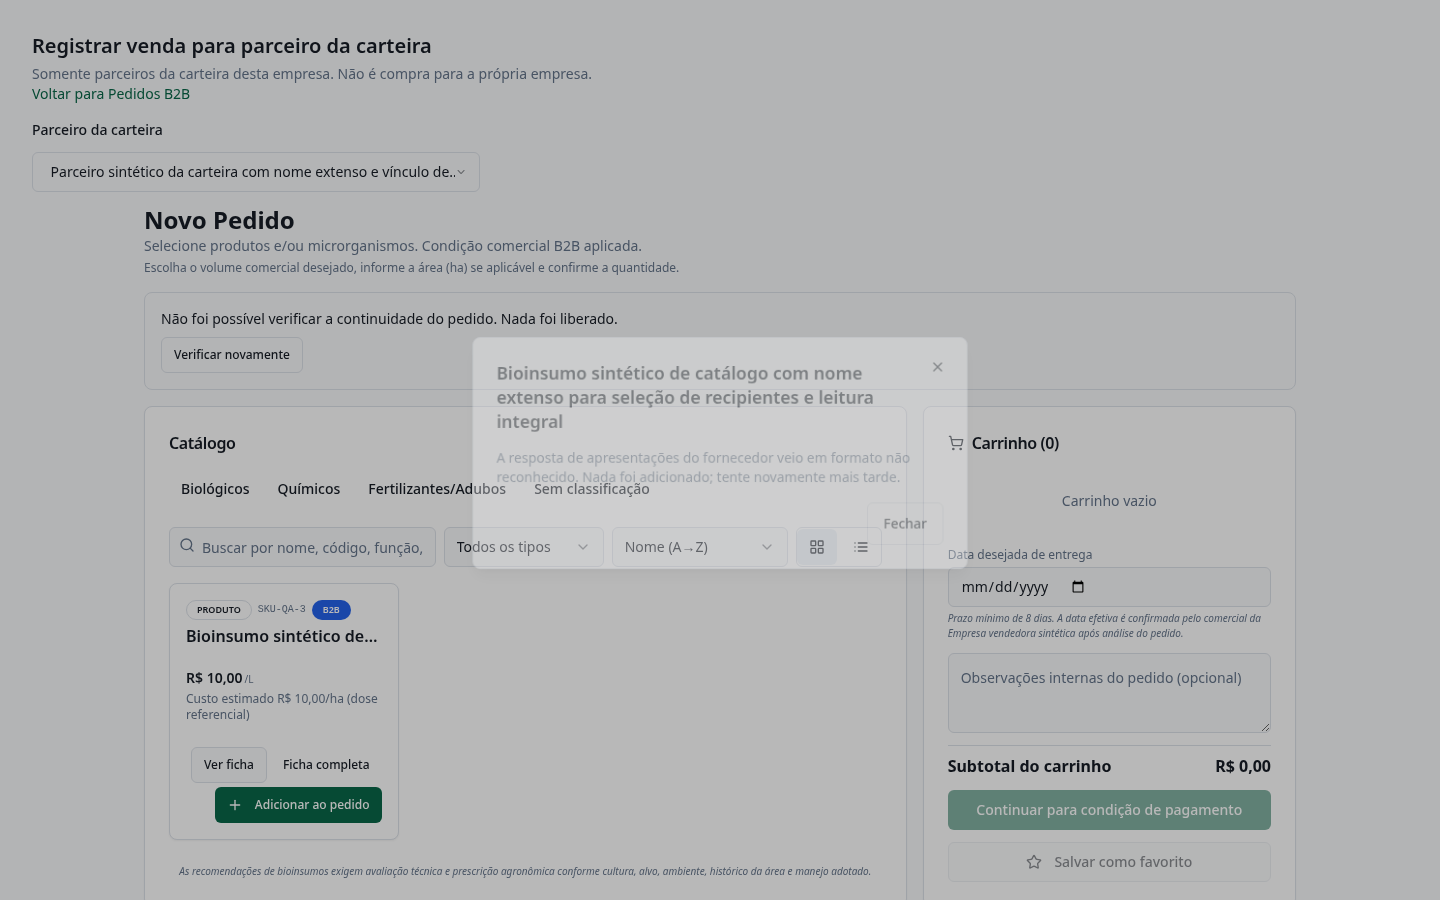 Registrar venda para parceiro da carteira
Somente parceiros da carteira desta empresa. Não é compra para a própria empresa.
Voltar para Pedidos B2B
Parceiro da carteira
Parceiro sintético da carteira com nome extenso e vínculo de..
Novo Pedido
Selecione produtos e/ou microrganismos. Condição comercial B2B aplicada.
Escolha o volume comercial desejado, informe a área (ha) se aplicável e confirme a quantidade.
Não foi possível verificar a continuidade do pedido. Nada foi liberado.
Verificar novamente
Bioinsumo sintético de catálogo com nome
extenso para seleção de recipientes e leitura
integral
A resposta de apresentações do fornecedor veio em formato não
reconhecido. Nada foi adicionado; tente novamente mais tarde.
Fechar
Catálogo
Biológicos Químicos Fertilizantes/Adubos Sem classificação
Buscar por nome, código, função,
Todos os tipos
Nome (A→Z)
PRODUTO SKU-QA-3 B2B
Bioinsumo sintético de...
R$ 10,00 /L
Custo estimado R$ 10,00/ha (dose
referencial)
Ver ficha
Ficha completa
Adicionar ao pedido
As recomendações de bioinsumos exigem avaliação técnica e prescrição agronômica conforme cultura, alvo, ambiente, histórico da área e manejo adotado.
Carrinho (0)
Carrinho vazio
Data desejada de entrega
mm/dd/yyyy
Prazo mínimo de 8 dias. A data efetiva é confirmada pelo comercial da
Empresa vendedora sintética após análise do pedido.
Observações internas do pedido (opcional)
Subtotal do carrinho R$ 0,00
Continuar para condição de pagamento
Salvar como favorito